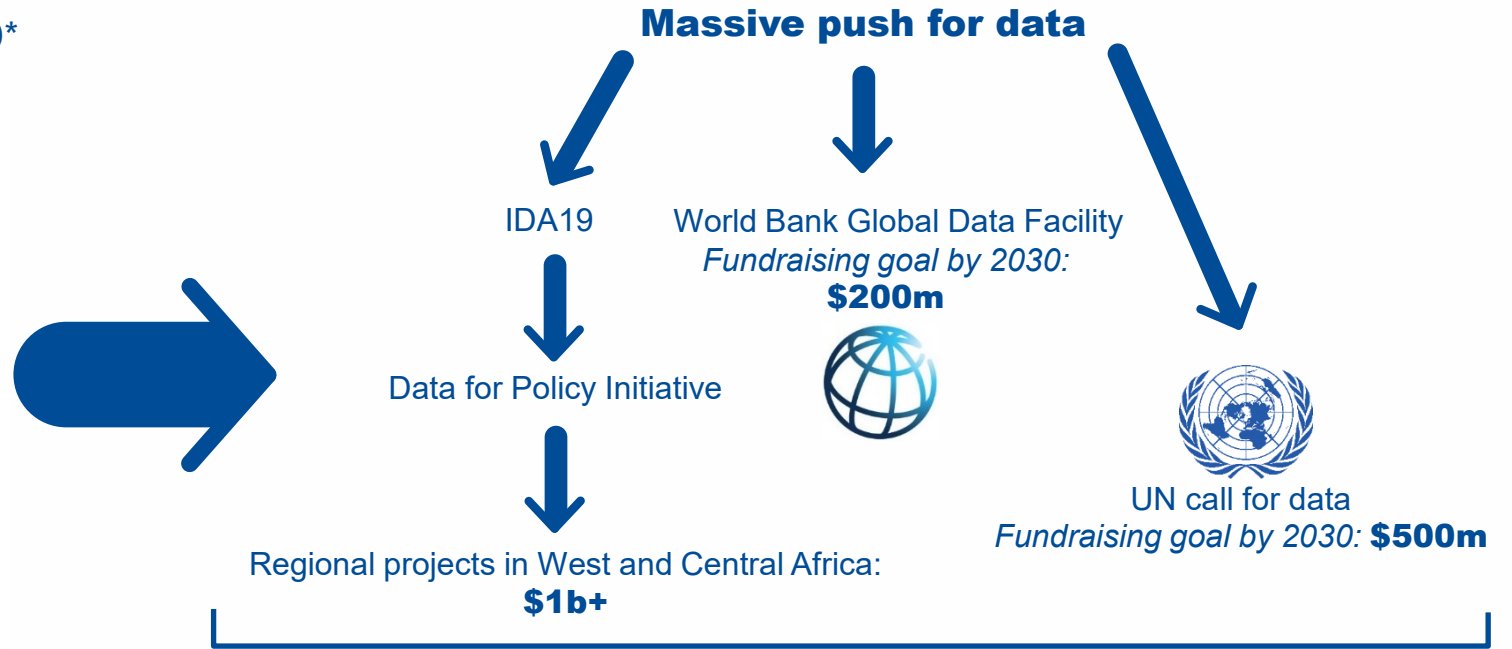 )*
Massive push for data
IDA19
World Bank Global Data Facility
Fundraising goal by 2030:
$200m
Data for Policy Initiative
UN call for data
Fundraising goal by 2030: $500m
Regional projects in West and Central Africa:
$1b+